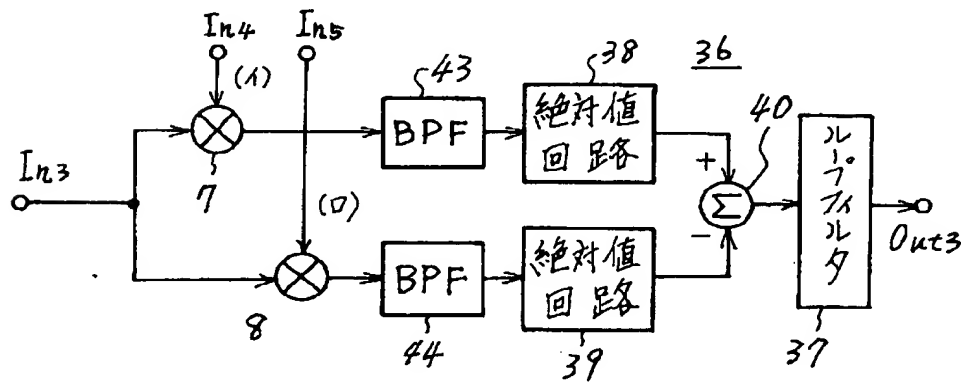 In4
In5
(イ)
43
38
36
40
In3
7
BPF
絶対値
回路
+
Σ
-
ループフィルタ
Out3
(ロ)
8
BPF
44
絶対値
回路
39
37